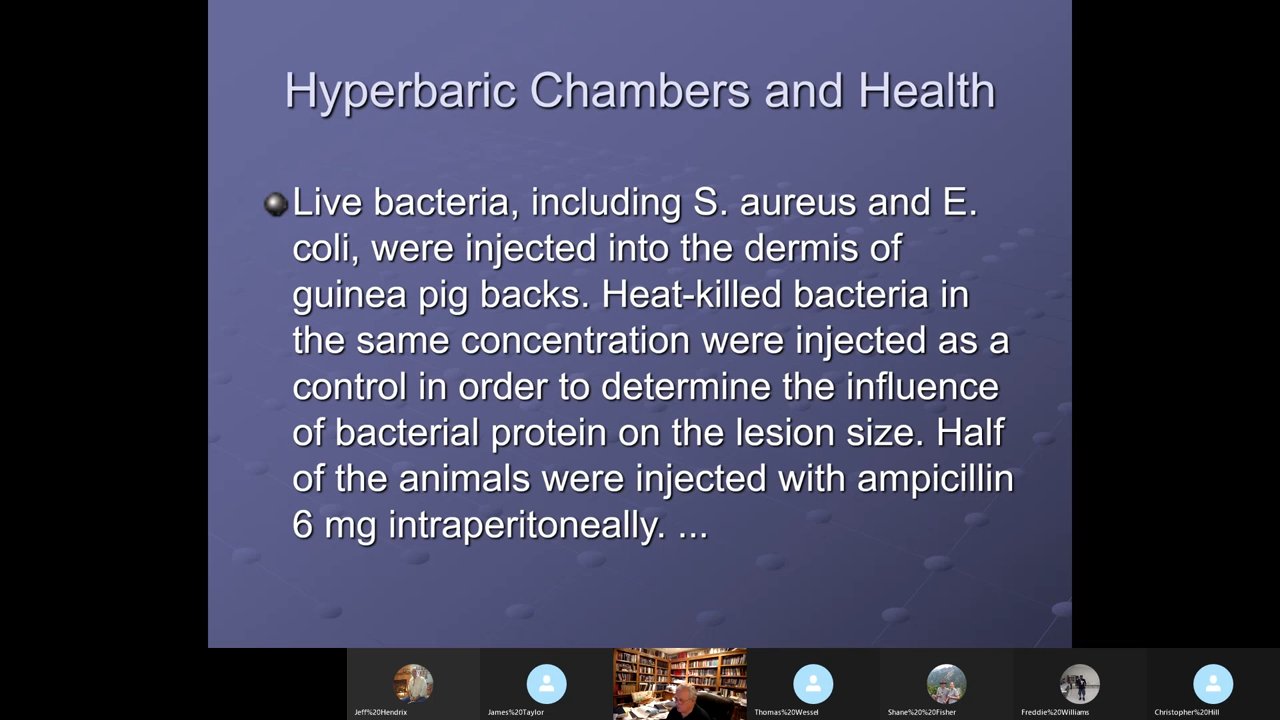 Hyperbaric Chambers and Health
Live bacteria, including S. aureus and E.
coli, were injected into the dermis of
guinea pig backs. Heat-killed bacteria in
the same concentration were injected as a
control in order to determine the influence
of bacterial protein on the lesion size. Half
of the animals were injected with ampicillin
6 mg intraperitoneally. ...
Jeff%20Hendrix
James%20Taylor
Thomas%20Wessel
Shane%20%20Fisher
Freddie%20Williams
Christopher%20Hill